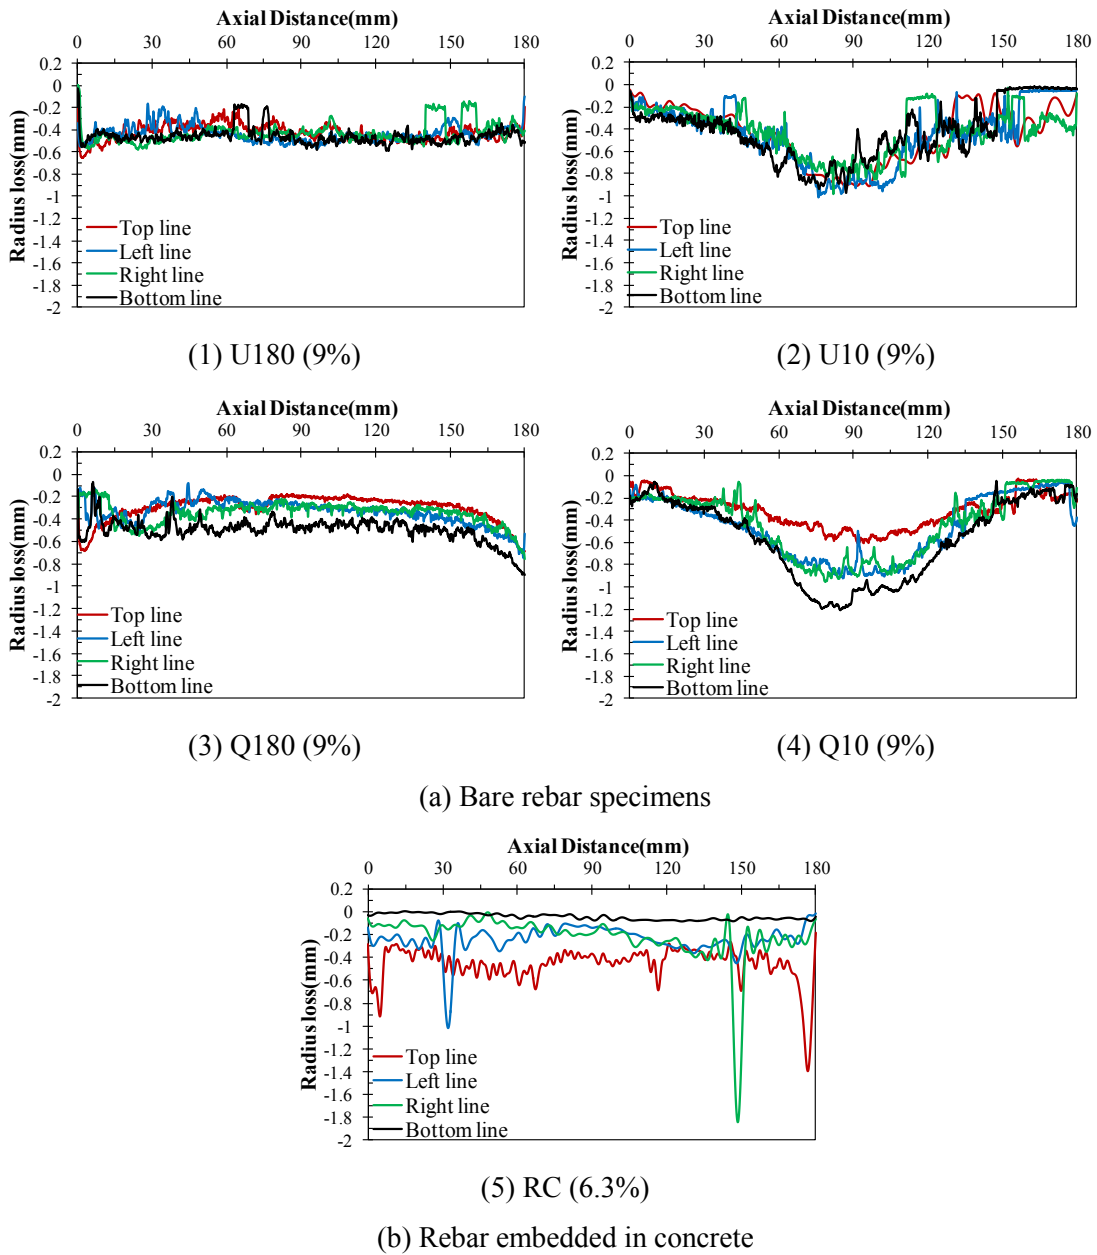 Axial Distance(mm)
0 30 60 90 120 150 180
0.2
0
-0.2
-0.4
-0.6
-0.8
-1
-1.2
-1.4
-1.6
-1.8
-2
Radius loss(mm)
Top line
Left line
Right line
Bottom line
(1) U180 (9%)
Axial Distance(mm)
0 30 60 90 120 150 180
0.2
0
-0.2
-0.4
-0.6
-0.8
-1
-1.2
-1.4
-1.6
-1.8
-2
Radius loss(mm)
Top line
Left line
Right line
Bottom line
(2) U10 (9%)
Axial Distance(mm)
0 30 60 90 120 150 180
0.2
0
-0.2
-0.4
-0.6
-0.8
-1
-1.2
-1.4
-1.6
-1.8
-2
Radius loss(mm)
Top line
Left line
Right line
Bottom line
(3) Q180 (9%)
Axial Distance(mm)
0 30 60 90 120 150 180
0.2
0
-0.2
-0.4
-0.6
-0.8
-1
-1.2
-1.4
-1.6
-1.8
-2
Radius loss(mm)
Top line
Left line
Right line
Bottom line
(4) Q10 (9%)
(a) Bare rebar specimens
Axial Distance(mm)
0 30 60 90 120 150 180
0.2
0
-0.2
-0.4
-0.6
-0.8
-1
-1.2
-1.4
-1.6
-1.8
-2
Radius loss(mm)
Top line
Left line
Right line
Bottom line
(5) RC (6.3%)
(b) Rebar embedded in concrete